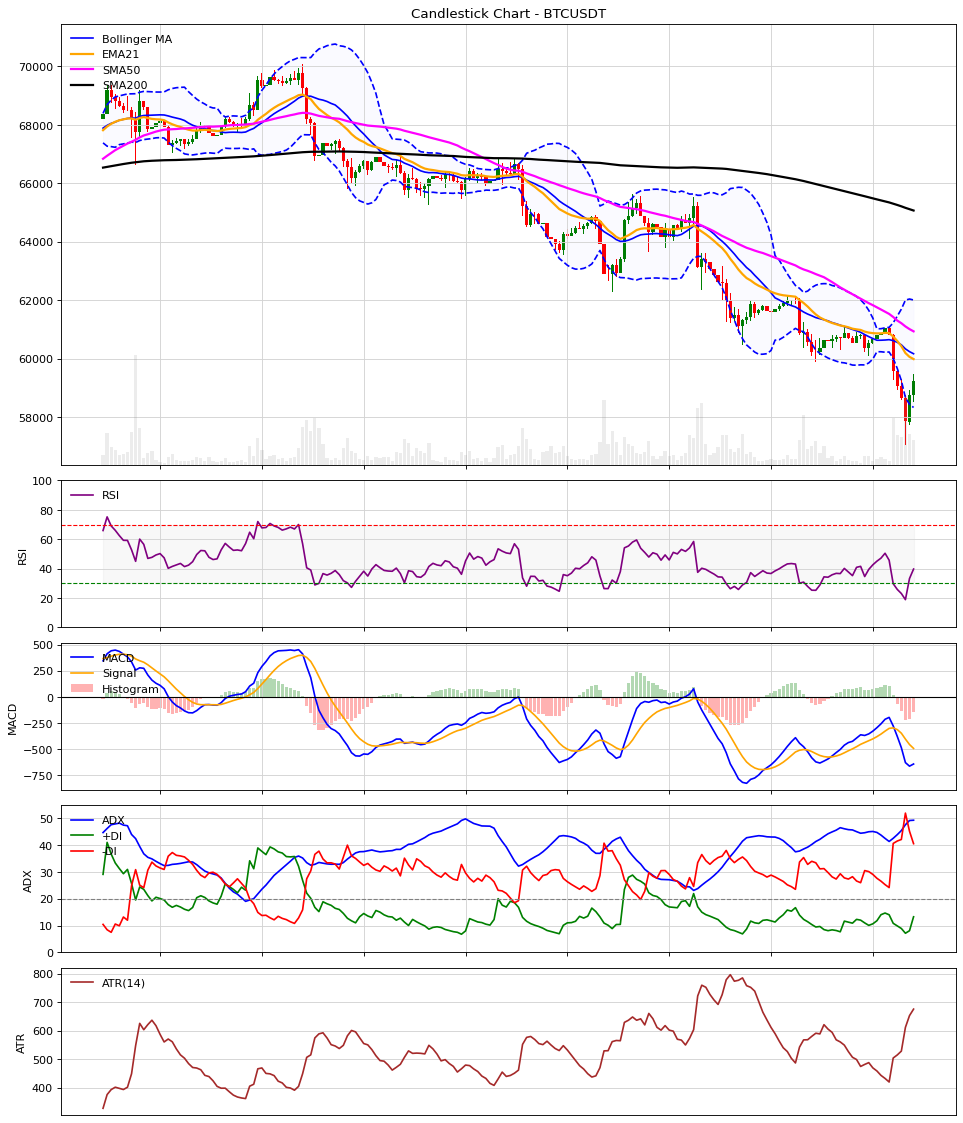 Candlestick Chart - BTCUSDT
Bollinger MA
EMA21
SMA50
SMA200
70000
68000
66000
64000
62000
60000
58000
RSI
100
80
60
40
20
0
RSI
MACD
Signal
Histogram
500
250
0
−250
−500
−750
MACD
ADX
+DI
-DI
50
40
30
20
10
0
ADX
ATR(14)
800
700
600
500
400
ATR